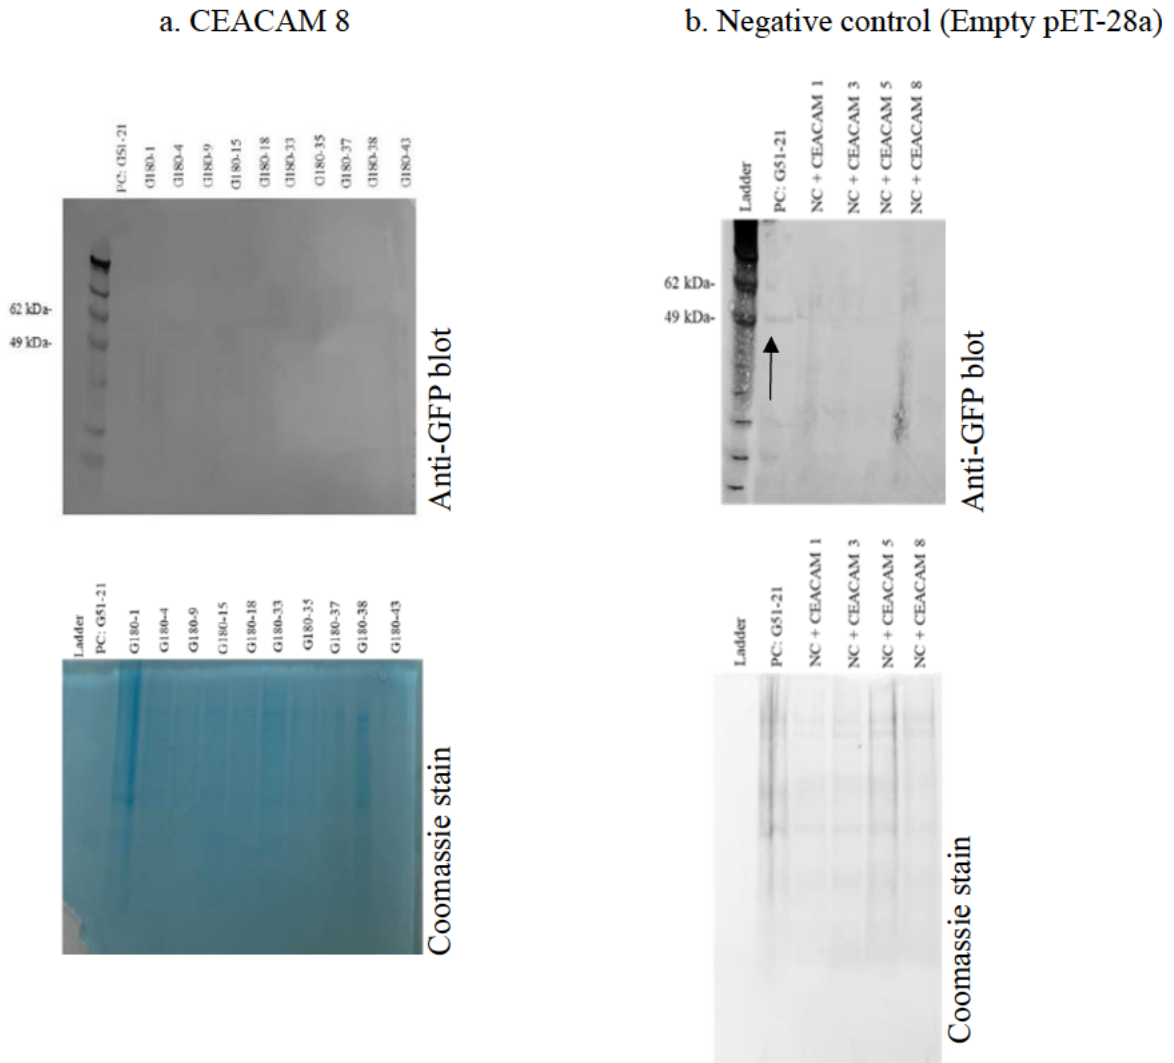 a. CEACAM 8
b. Negative control (Empty pET-28a)
PC: G51-21
G180-1
G180-4
G180-9
G180-15
G180-18
G180-33
G180-35
G180-37
G180-38
G180-43
62 kDa-
49 kDa-
Anti-GFP blot
Ladder
PC: G51-21
NC + CEACAM 1
NC + CEACAM 3
NC + CEACAM 5
NC + CEACAM 8
62 kDa-
49 kDa-
Anti-GFP blot
Ladder
PC: G51-21
G180-1
G180-4
G180-9
G180-15
G180-18
G180-33
G180-35
G180-37
G180-38
G180-43
Coomassie stain
Ladder
PC: G51-21
NC + CEACAM 1
NC + CEACAM 3
NC + CEACAM 5
NC + CEACAM 8
Coomassie stain